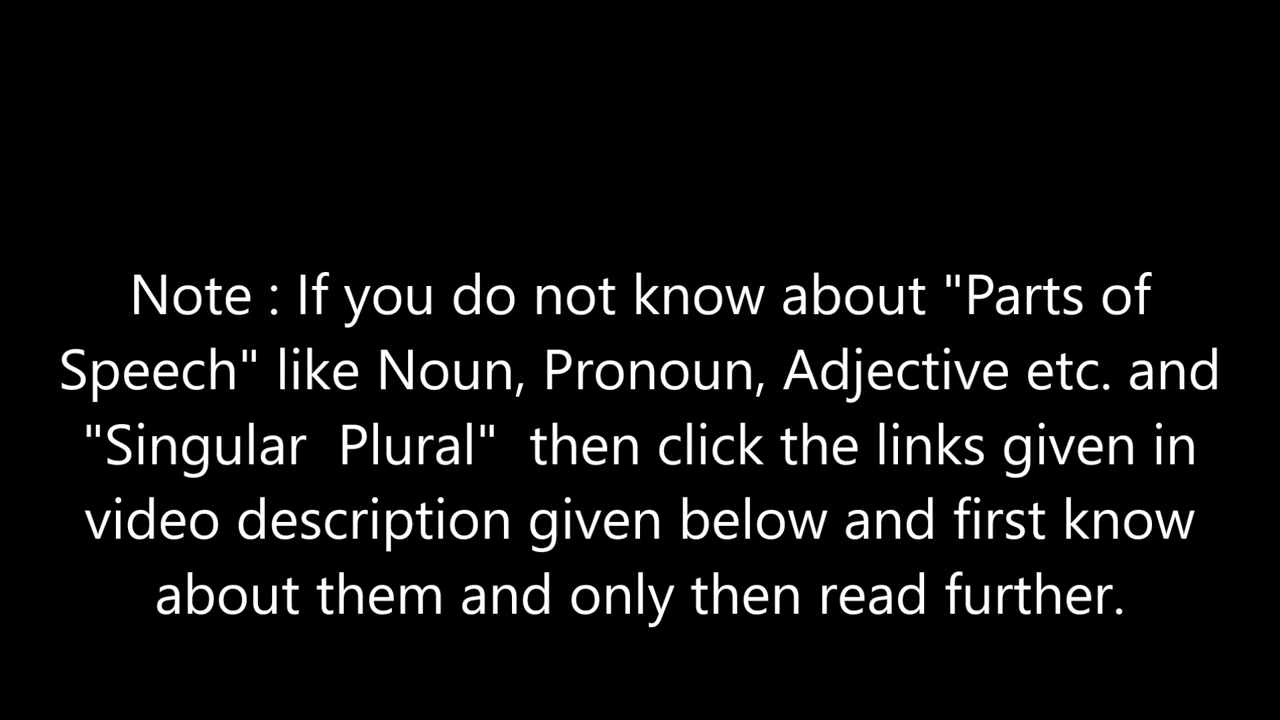 Note : If you do not know about "Parts of
Speech" like Noun, Pronoun, Adjective etc. and
"Singular  Plural"  then click the links given in
video description given below and first know
about them and only then read further.